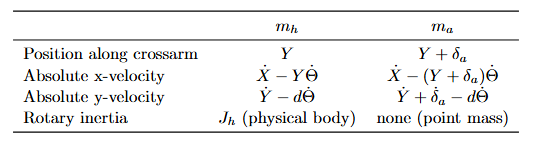 m_h m_a
Position along crossarm Y Y + δ_a
Absolute x-velocity Ẋ − YΘ̇ Ẋ − (Y + δ_a)Θ̇
Absolute y-velocity Ẏ − dΘ̇ Ẏ + δ̇_a − dΘ̇
Rotary inertia J_h (physical body) none (point mass)